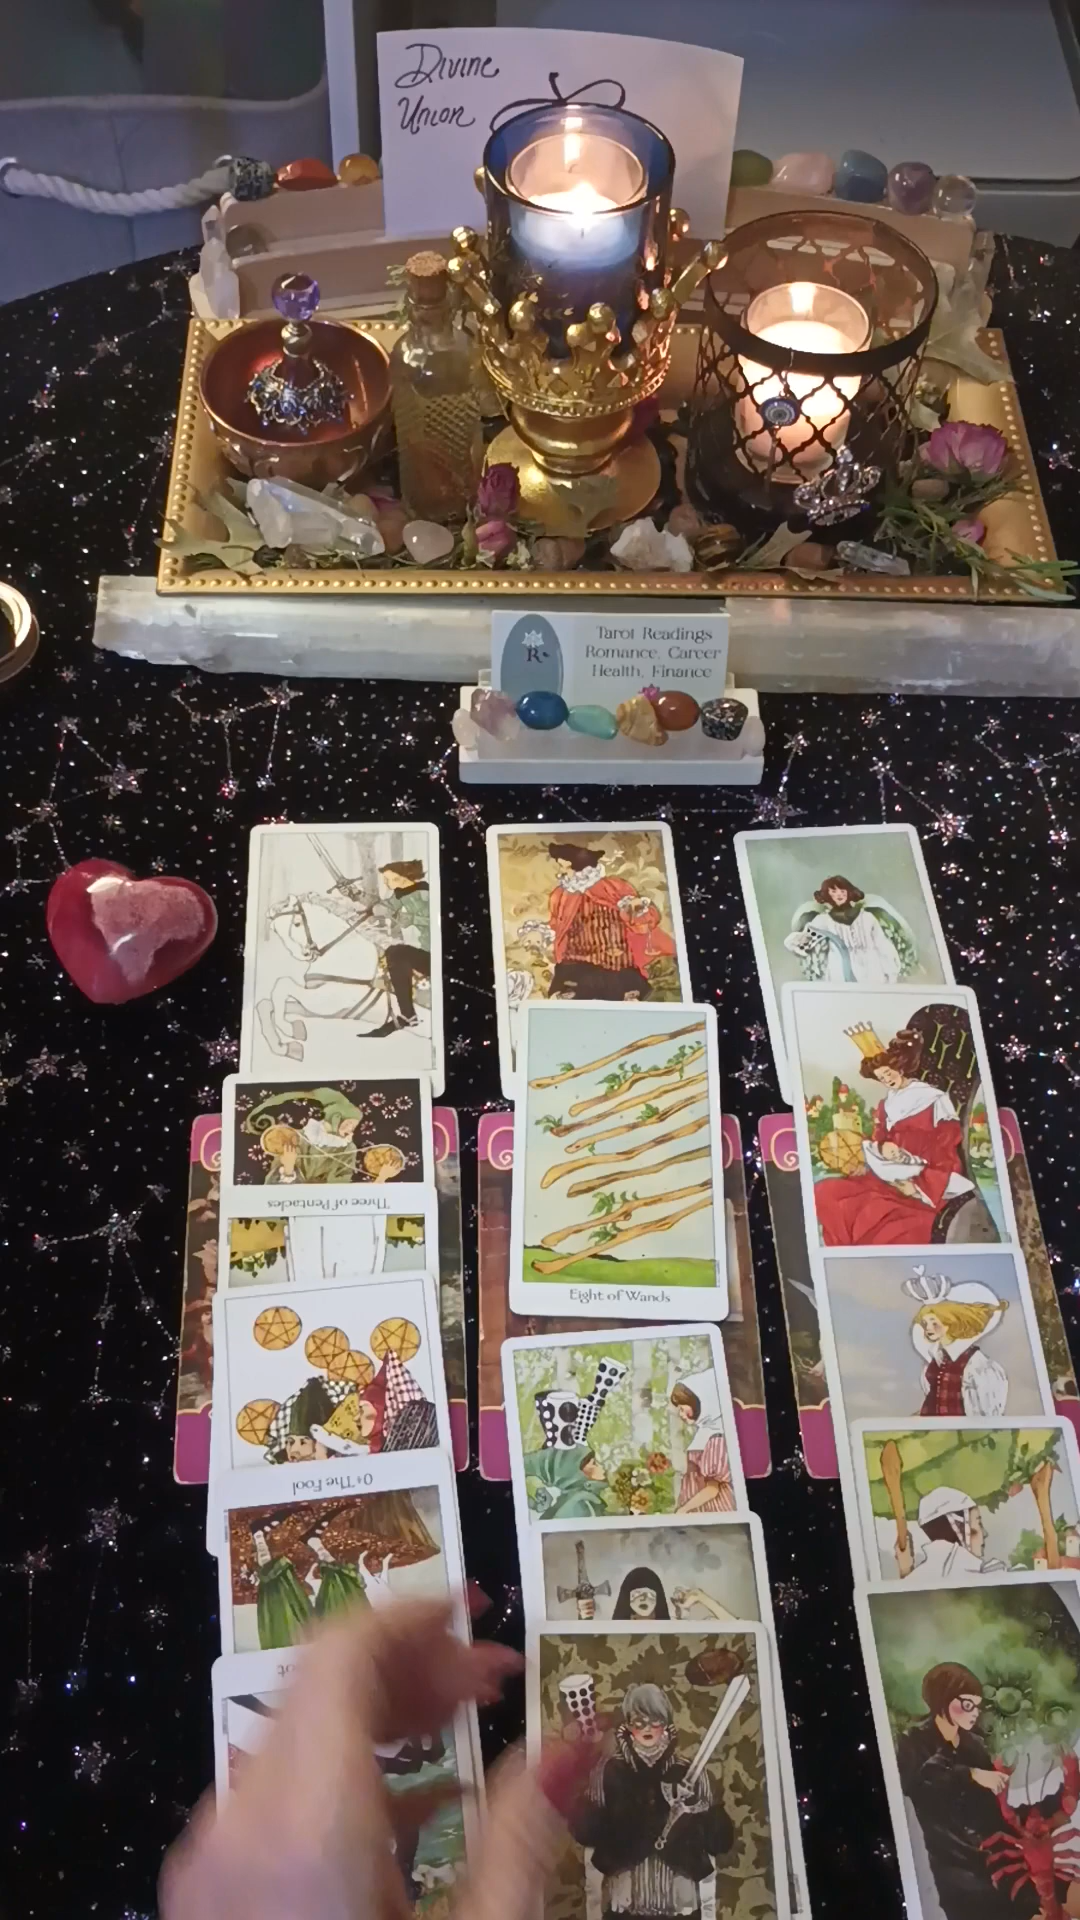 Divine
Union
R
Tarot Readings
Romance, Career
Health, Finance
Three of Pentacles
Eight of Wands
0 The Fool